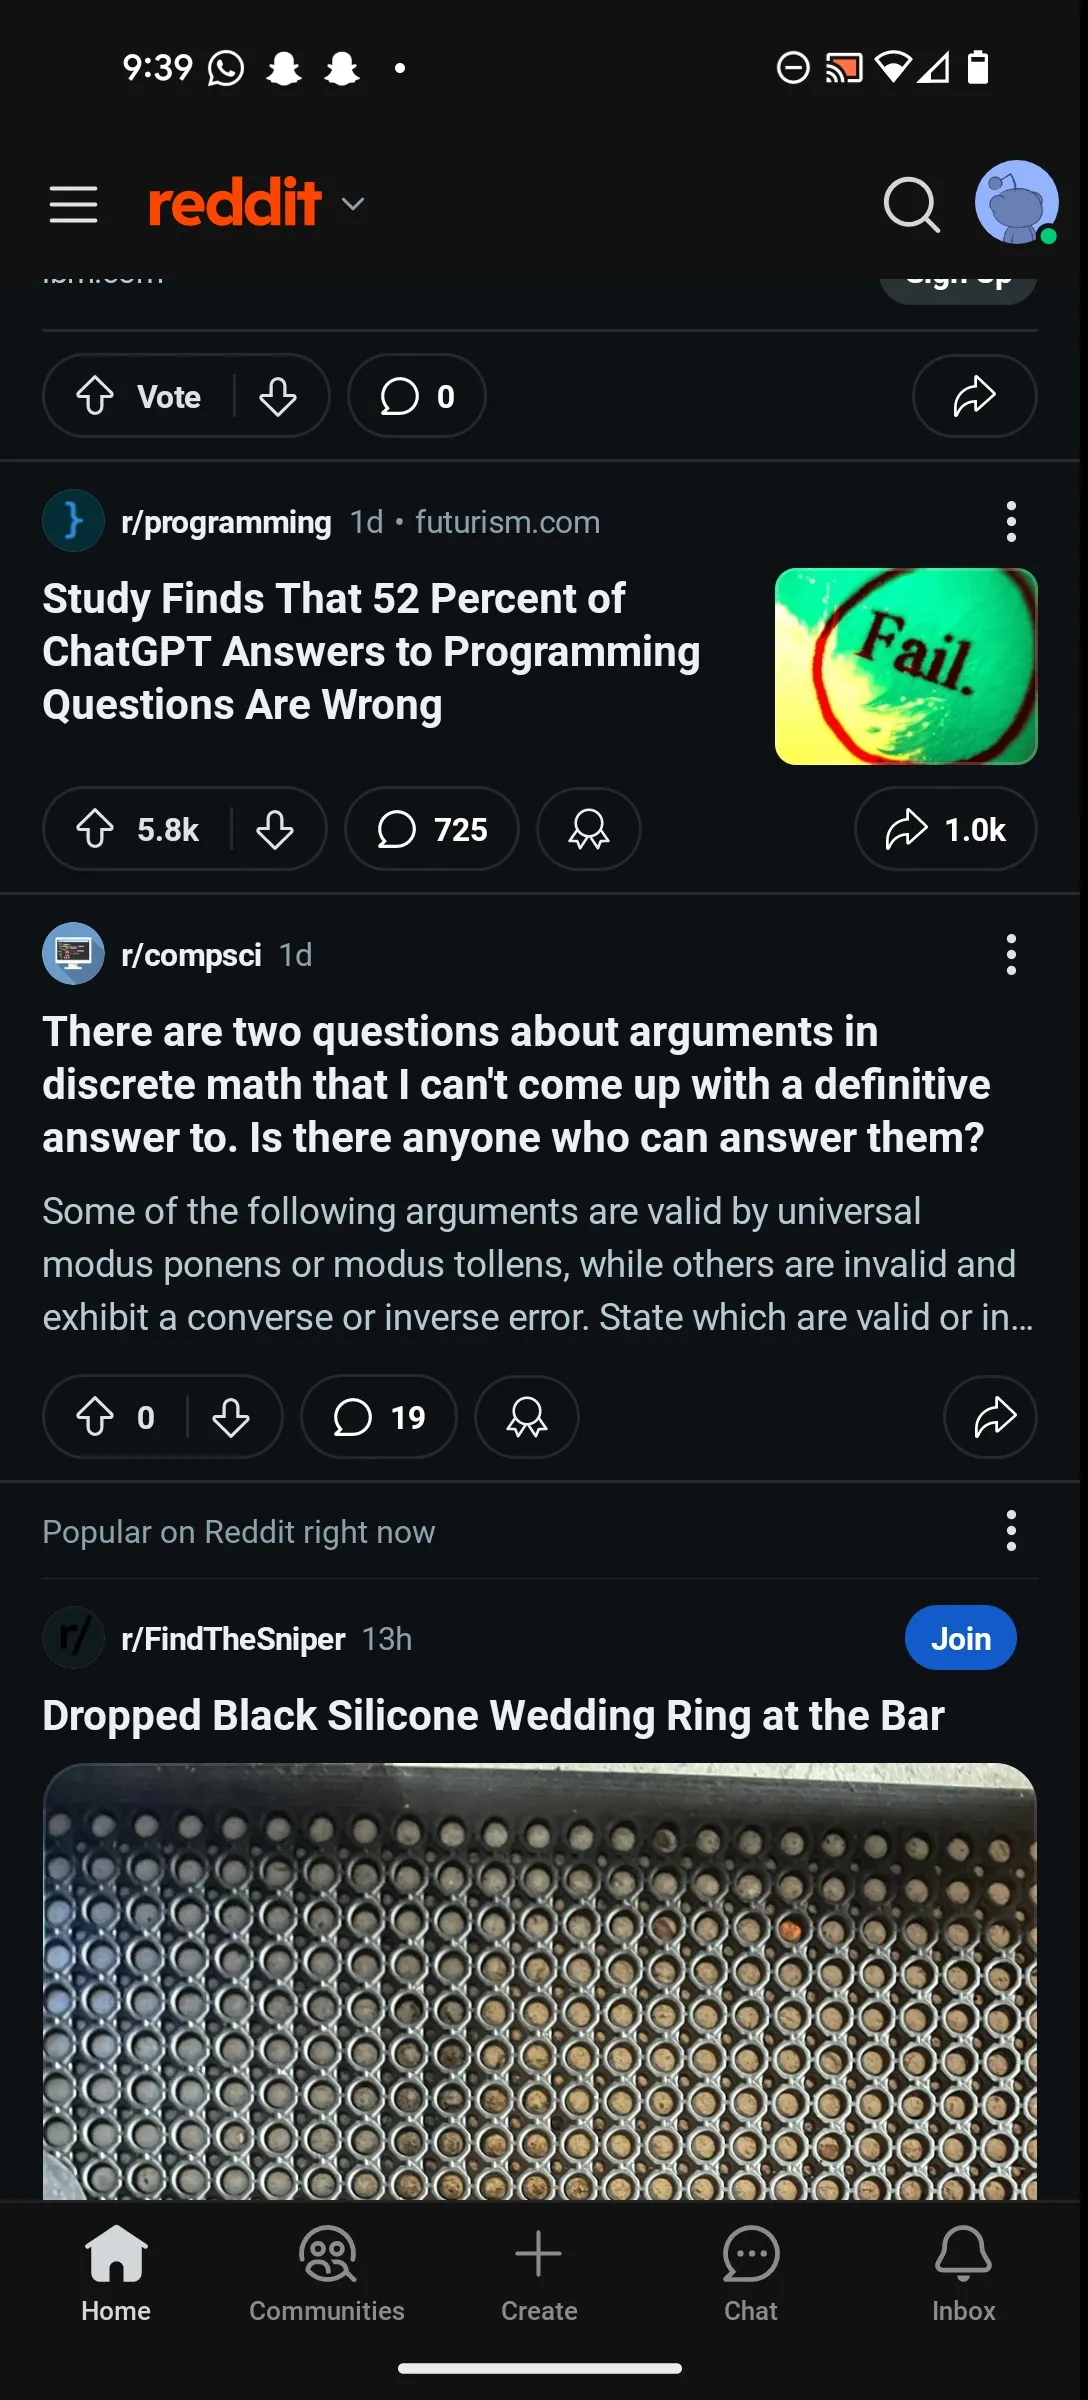 9:39
reddit
ibm.com
Sign Up
Vote
0
r/programming 1d • futurism.com
Study Finds That 52 Percent of
ChatGPT Answers to Programming
Questions Are Wrong
Fail.
5.8k
725
1.0k
r/compsci 1d
There are two questions about arguments in
discrete math that I can't come up with a definitive
answer to. Is there anyone who can answer them?
Some of the following arguments are valid by universal
modus ponens or modus tollens, while others are invalid and
exhibit a converse or inverse error. State which are valid or in...
0
19
Popular on Reddit right now
r/
r/FindTheSniper 13h
Join
Dropped Black Silicone Wedding Ring at the Bar
Home
Communities
Create
Chat
Inbox